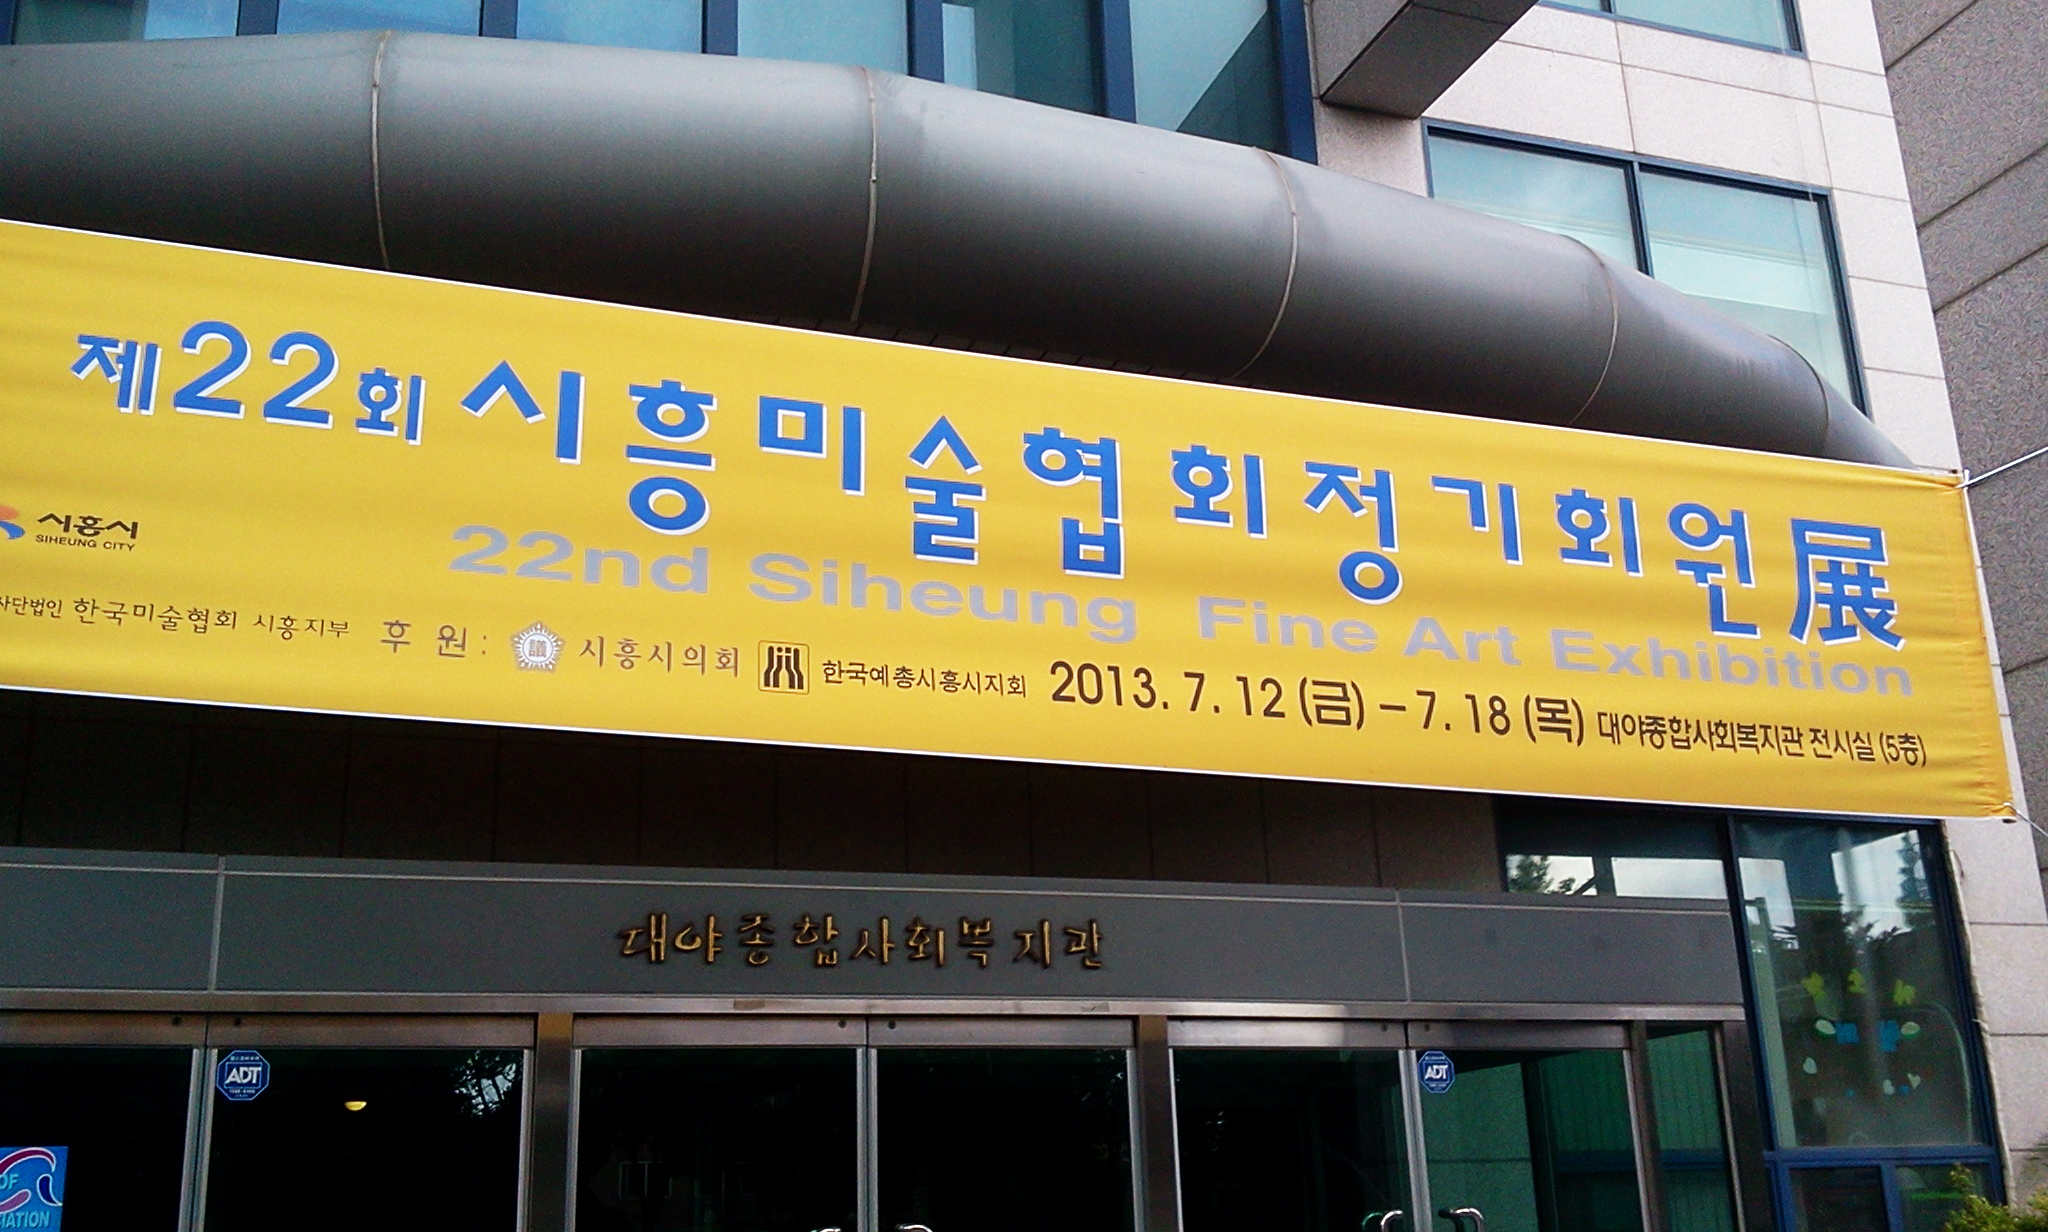 제22회 시흥미술협회정기회원展
22nd Siheung Fine Art Exhibition
시흥시
SIHEUNG CITY
사단법인 한국미술협회 시흥지부 후원: 議 시흥시의회 한국예총시흥시지회 2013. 7. 12 (금) – 7. 18 (목) 대야종합사회복지관 전시실 (5층)
대야종합사회복지관
ADT
ADT
OF